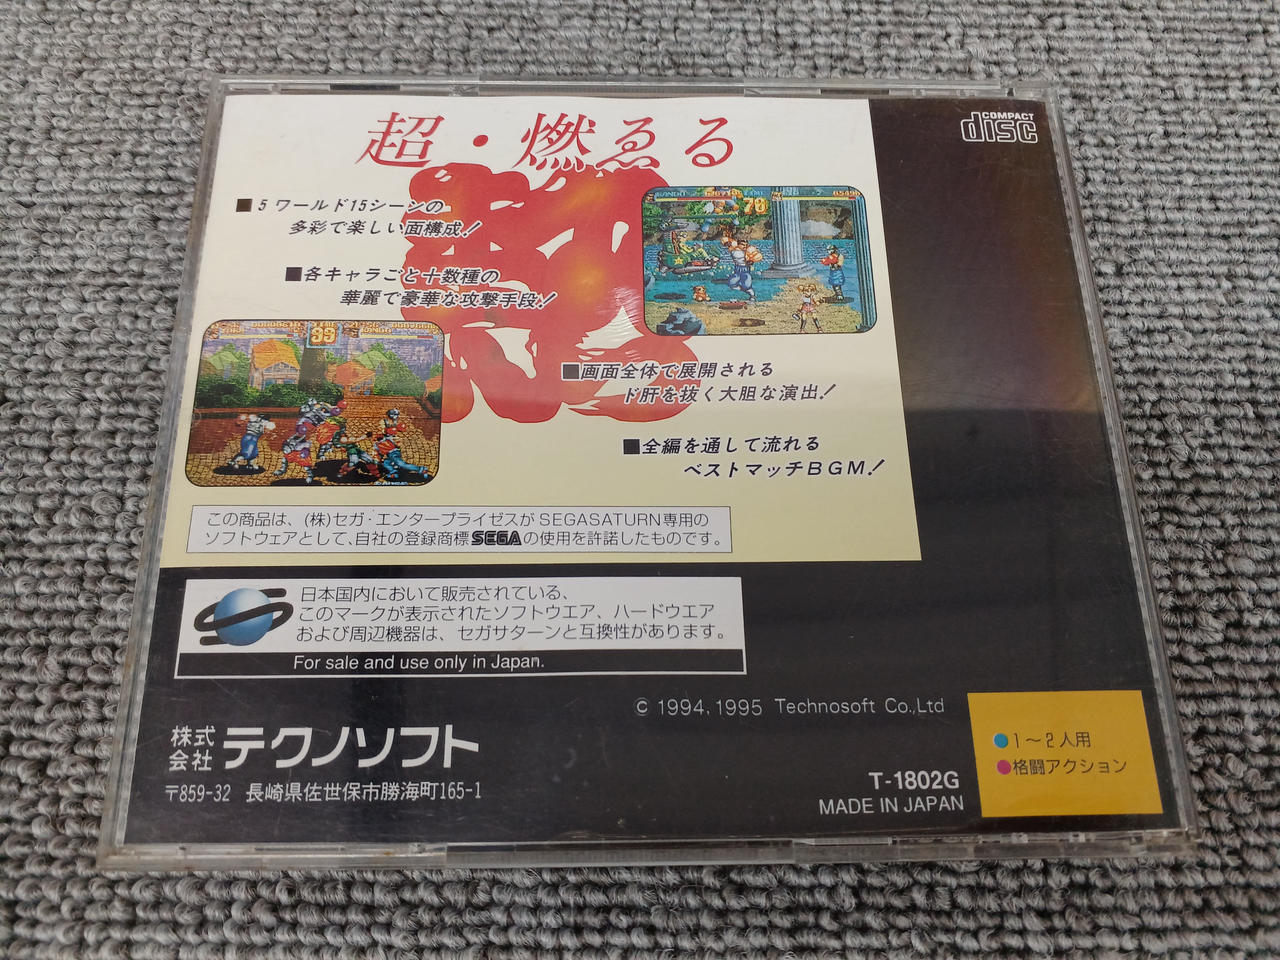 COMPACT
disc
超・燃ゑる
■5ワールド15シーンの
多彩で楽しい面構成!
■各キャラごと十数種の
華麗で豪華な攻撃手段!
79
99
■画面全体で展開される
ド肝を抜く大胆な演出!
■全編を通して流れる
ベストマッチBGM!
この商品は、(株)セガ・エンタープライゼスがSEGASATURN専用の
ソフトウェアとして、自社の登録商標SEGAの使用を許諾したものです。
日本国内において販売されている、
このマークが表示されたソフトウエア、ハードウエア
および周辺機器は、セガサターンと互換性があります。
For sale and use only in Japan.
© 1994, 1995 Technosoft Co.,Ltd
株式会社テクノソフト
〒859-32 長崎県佐世保市勝海町165-1
T-1802G
MADE IN JAPAN
1〜2人用
格闘アクション